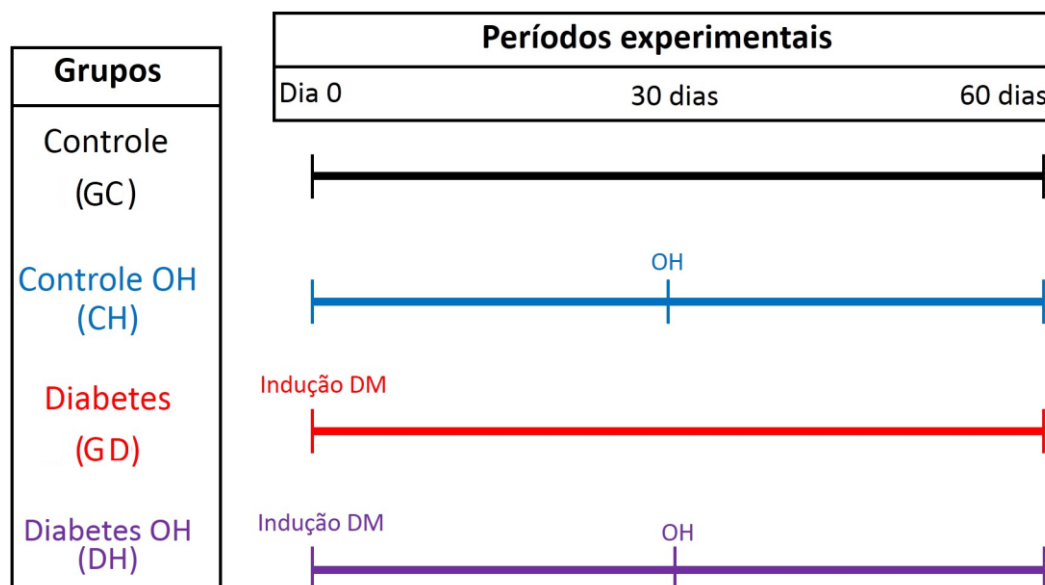 Grupos
Controle
(GC)
Controle OH
(CH)
Diabetes
(GD)
Diabetes OH
(DH)
Períodos experimentais
Dia 0 30 dias 60 dias
OH
Indução DM
Indução DM
OH